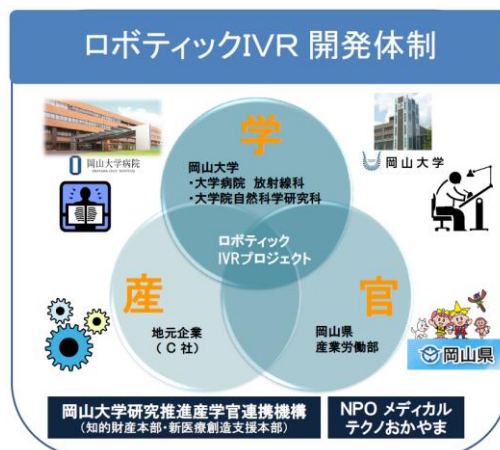 ロボティックIVR 開発体制
学
岡山大学病院
岡山大学
岡山大学
・大学病院 放射線科
・大学院自然科学研究科
ロボティック
IVRプロジェクト
産
地元企業
（C社）
官
岡山県
産業労働部
岡山県
岡山大学研究推進産学官連携機構
（知的財産本部・新医療創造支援本部）
NPO メディカル
テクノおかやま